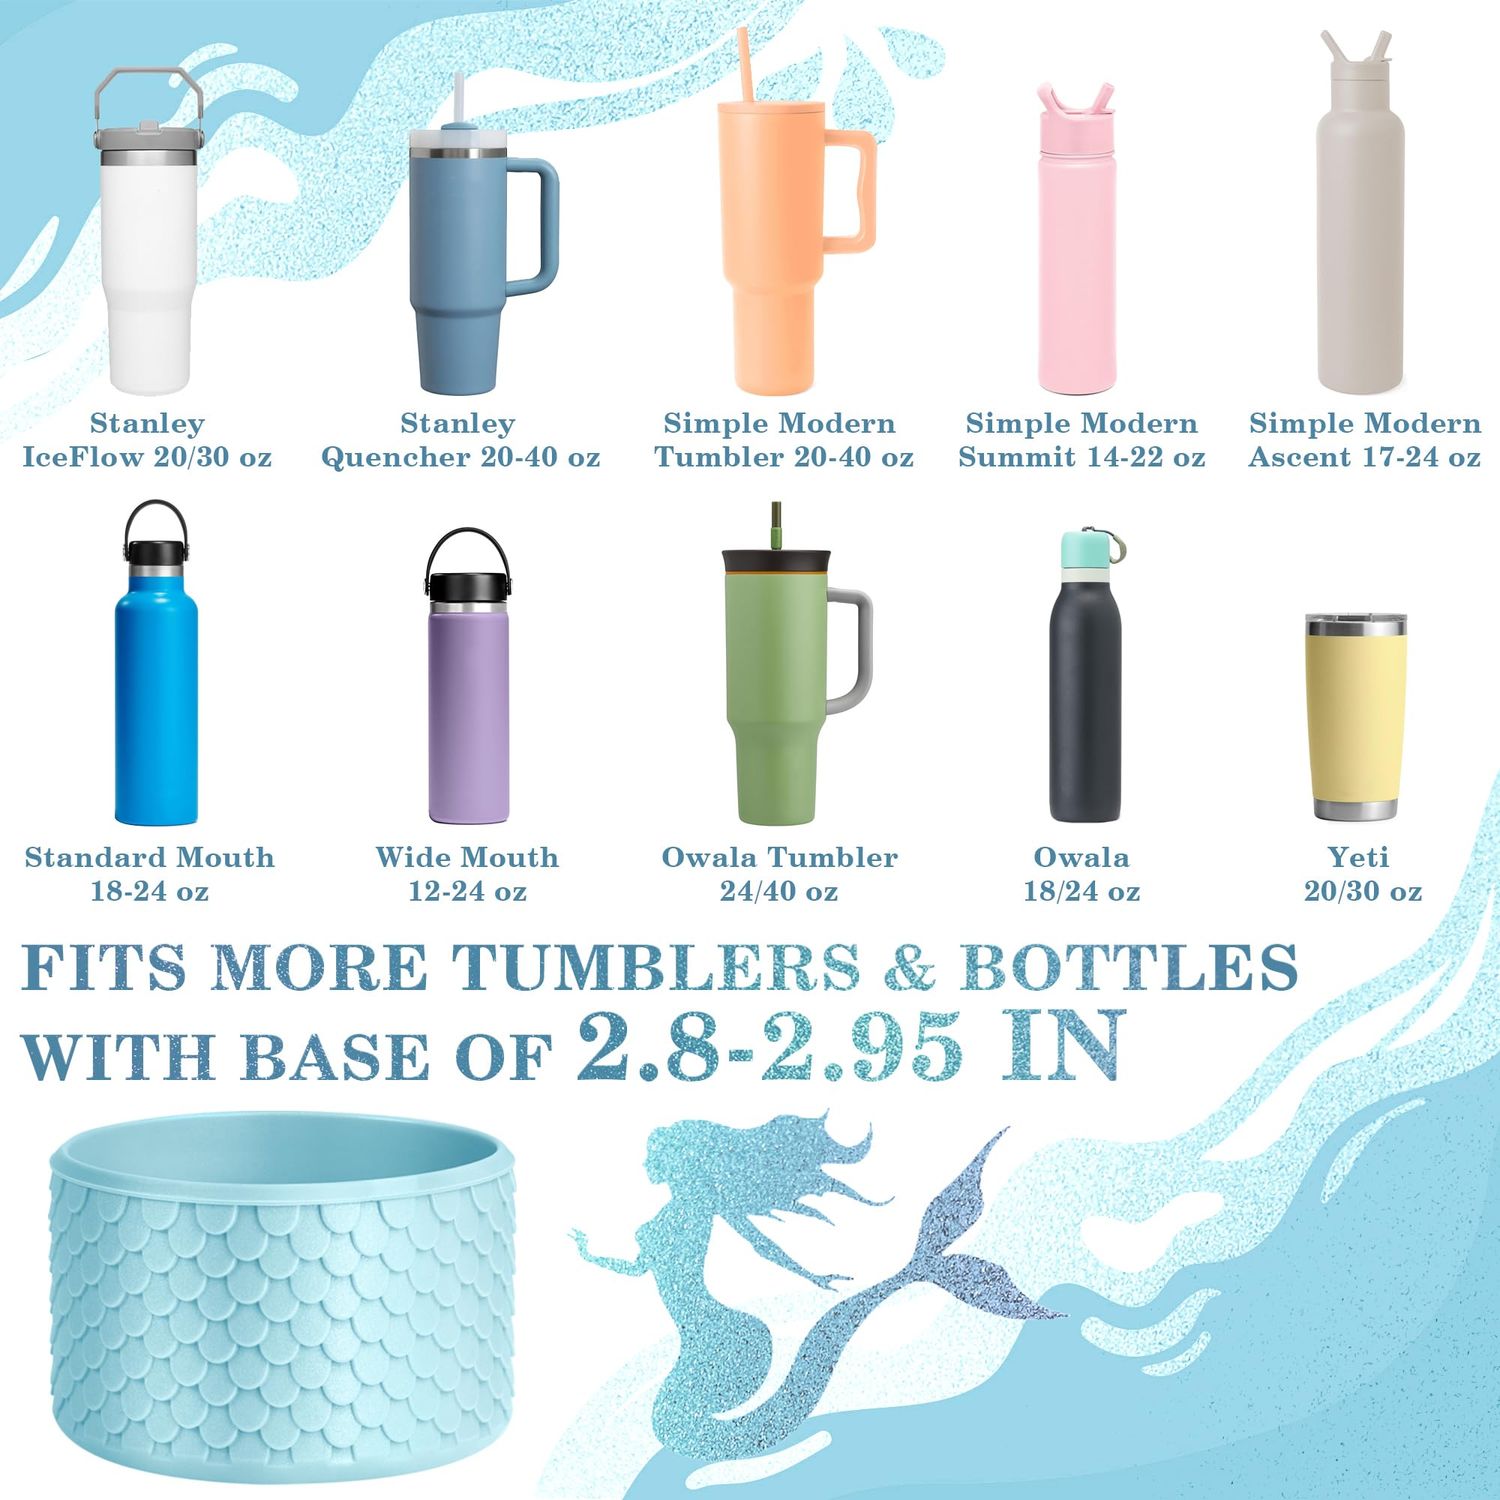 Stanley
IceFlow 20/30 oz
Stanley
Quencher 20-40 oz
Simple Modern
Tumbler 20-40 oz
Simple Modern
Summit 14-22 oz
Simple Modern
Ascent 17-24 oz
Standard Mouth
18-24 oz
Wide Mouth
12-24 oz
Owala Tumbler
24/40 oz
Owala
18/24 oz
Yeti
20/30 oz
FITS MORE TUMBLERS & BOTTLES
WITH BASE OF 2.8-2.95 IN